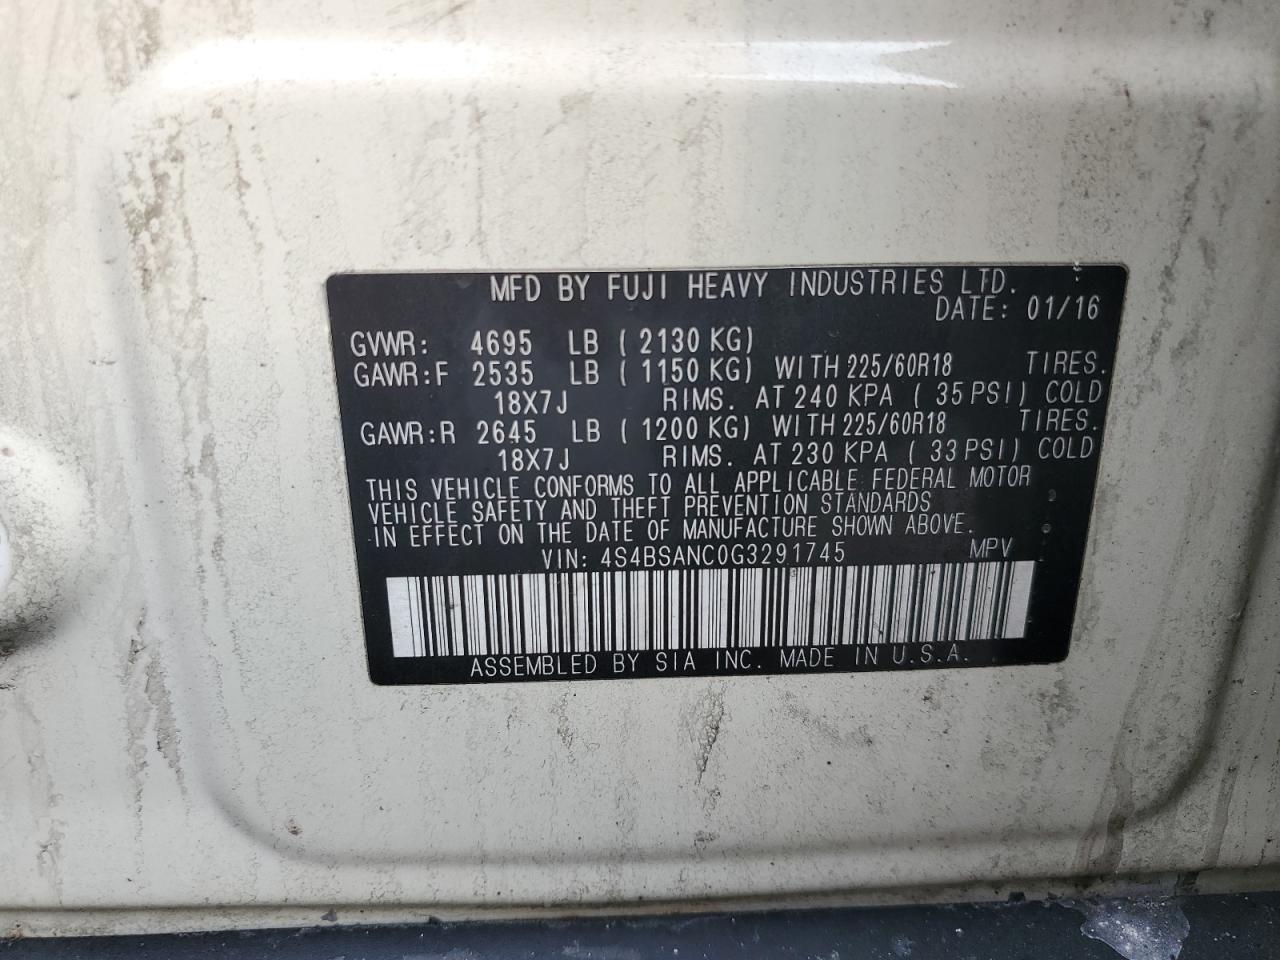 MFD BY FUJI HEAVY INDUSTRIES LTD.
DATE: 01/16
GVWR: 4695 LB ( 2130 KG)
GAWR:F 2535 LB ( 1150 KG) WITH 225/60R18 TIRES.
18X7J RIMS. AT 240 KPA ( 35 PSI) COLD
GAWR:R 2645 LB ( 1200 KG) WITH 225/60R18 TIRES.
18X7J RIMS. AT 230 KPA ( 33 PSI) COLD
THIS VEHICLE CONFORMS TO ALL APPLICABLE FEDERAL MOTOR
VEHICLE SAFETY AND THEFT PREVENTION STANDARDS
IN EFFECT ON THE DATE OF MANUFACTURE SHOWN ABOVE.
VIN: 4S4BSANC0G3291745 MPV
ASSEMBLED BY SIA INC. MADE IN U.S.A.